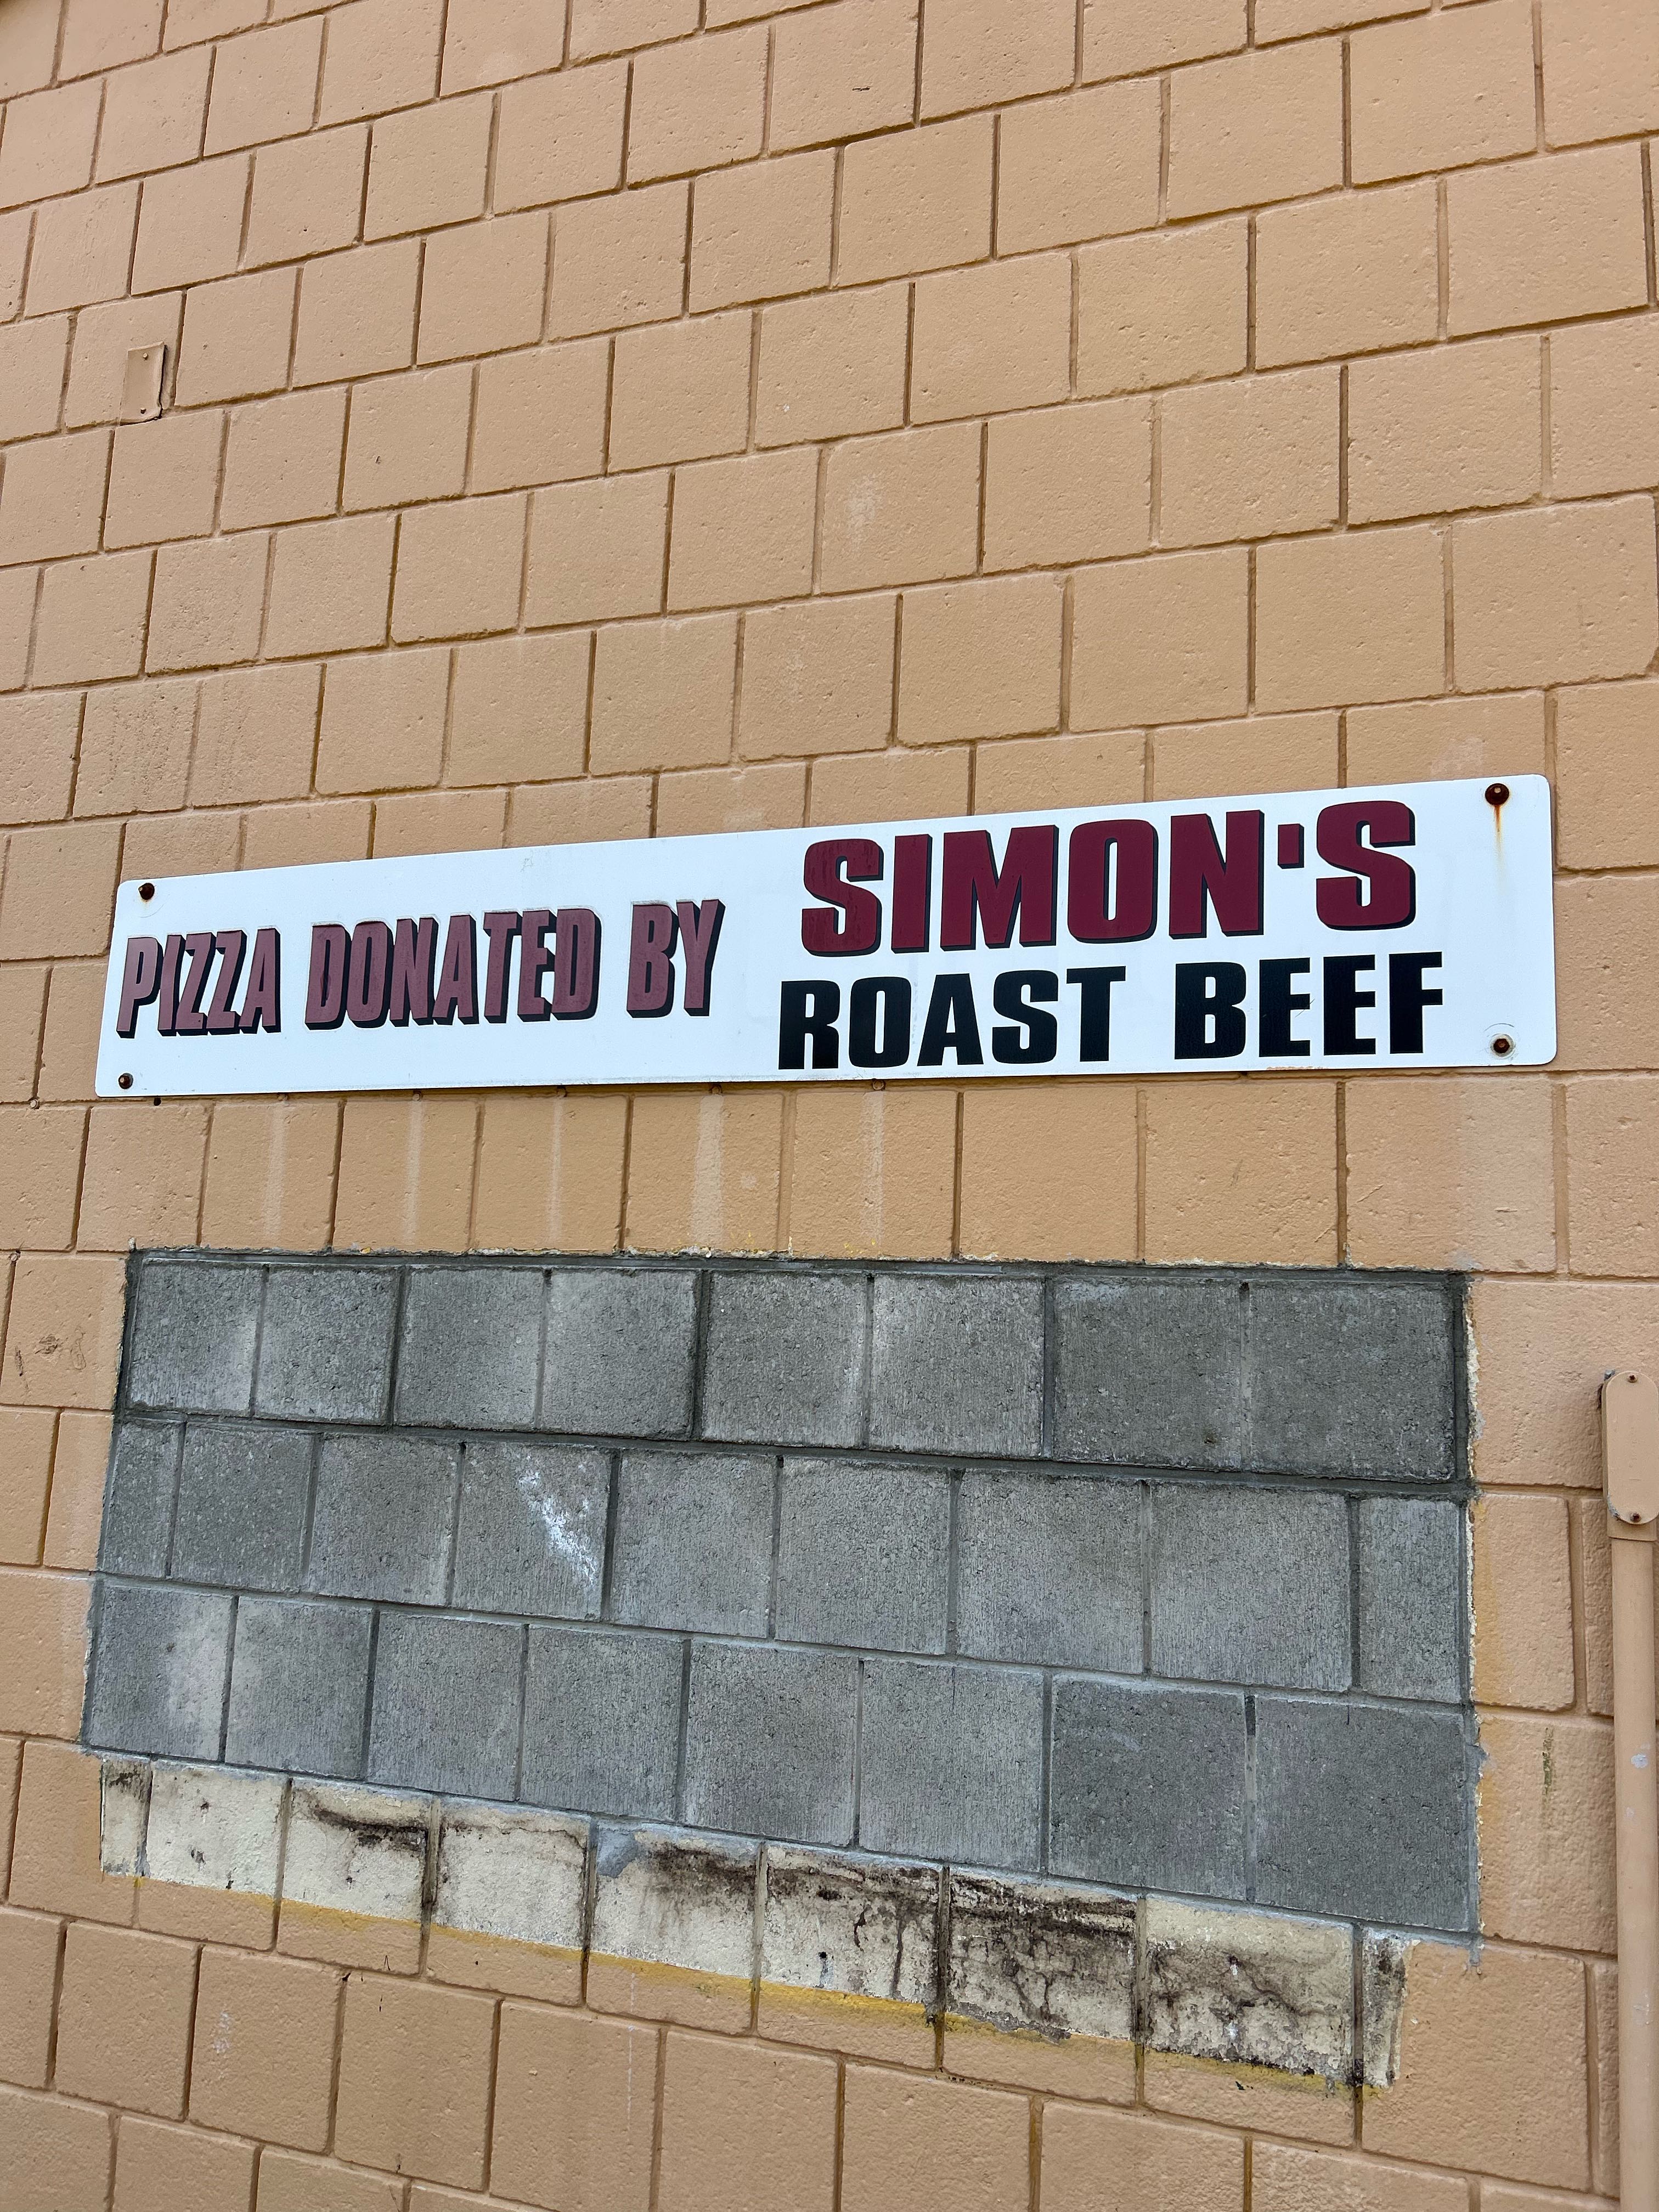 PIZZA DONATED BY
SIMON'S
ROAST BEEF